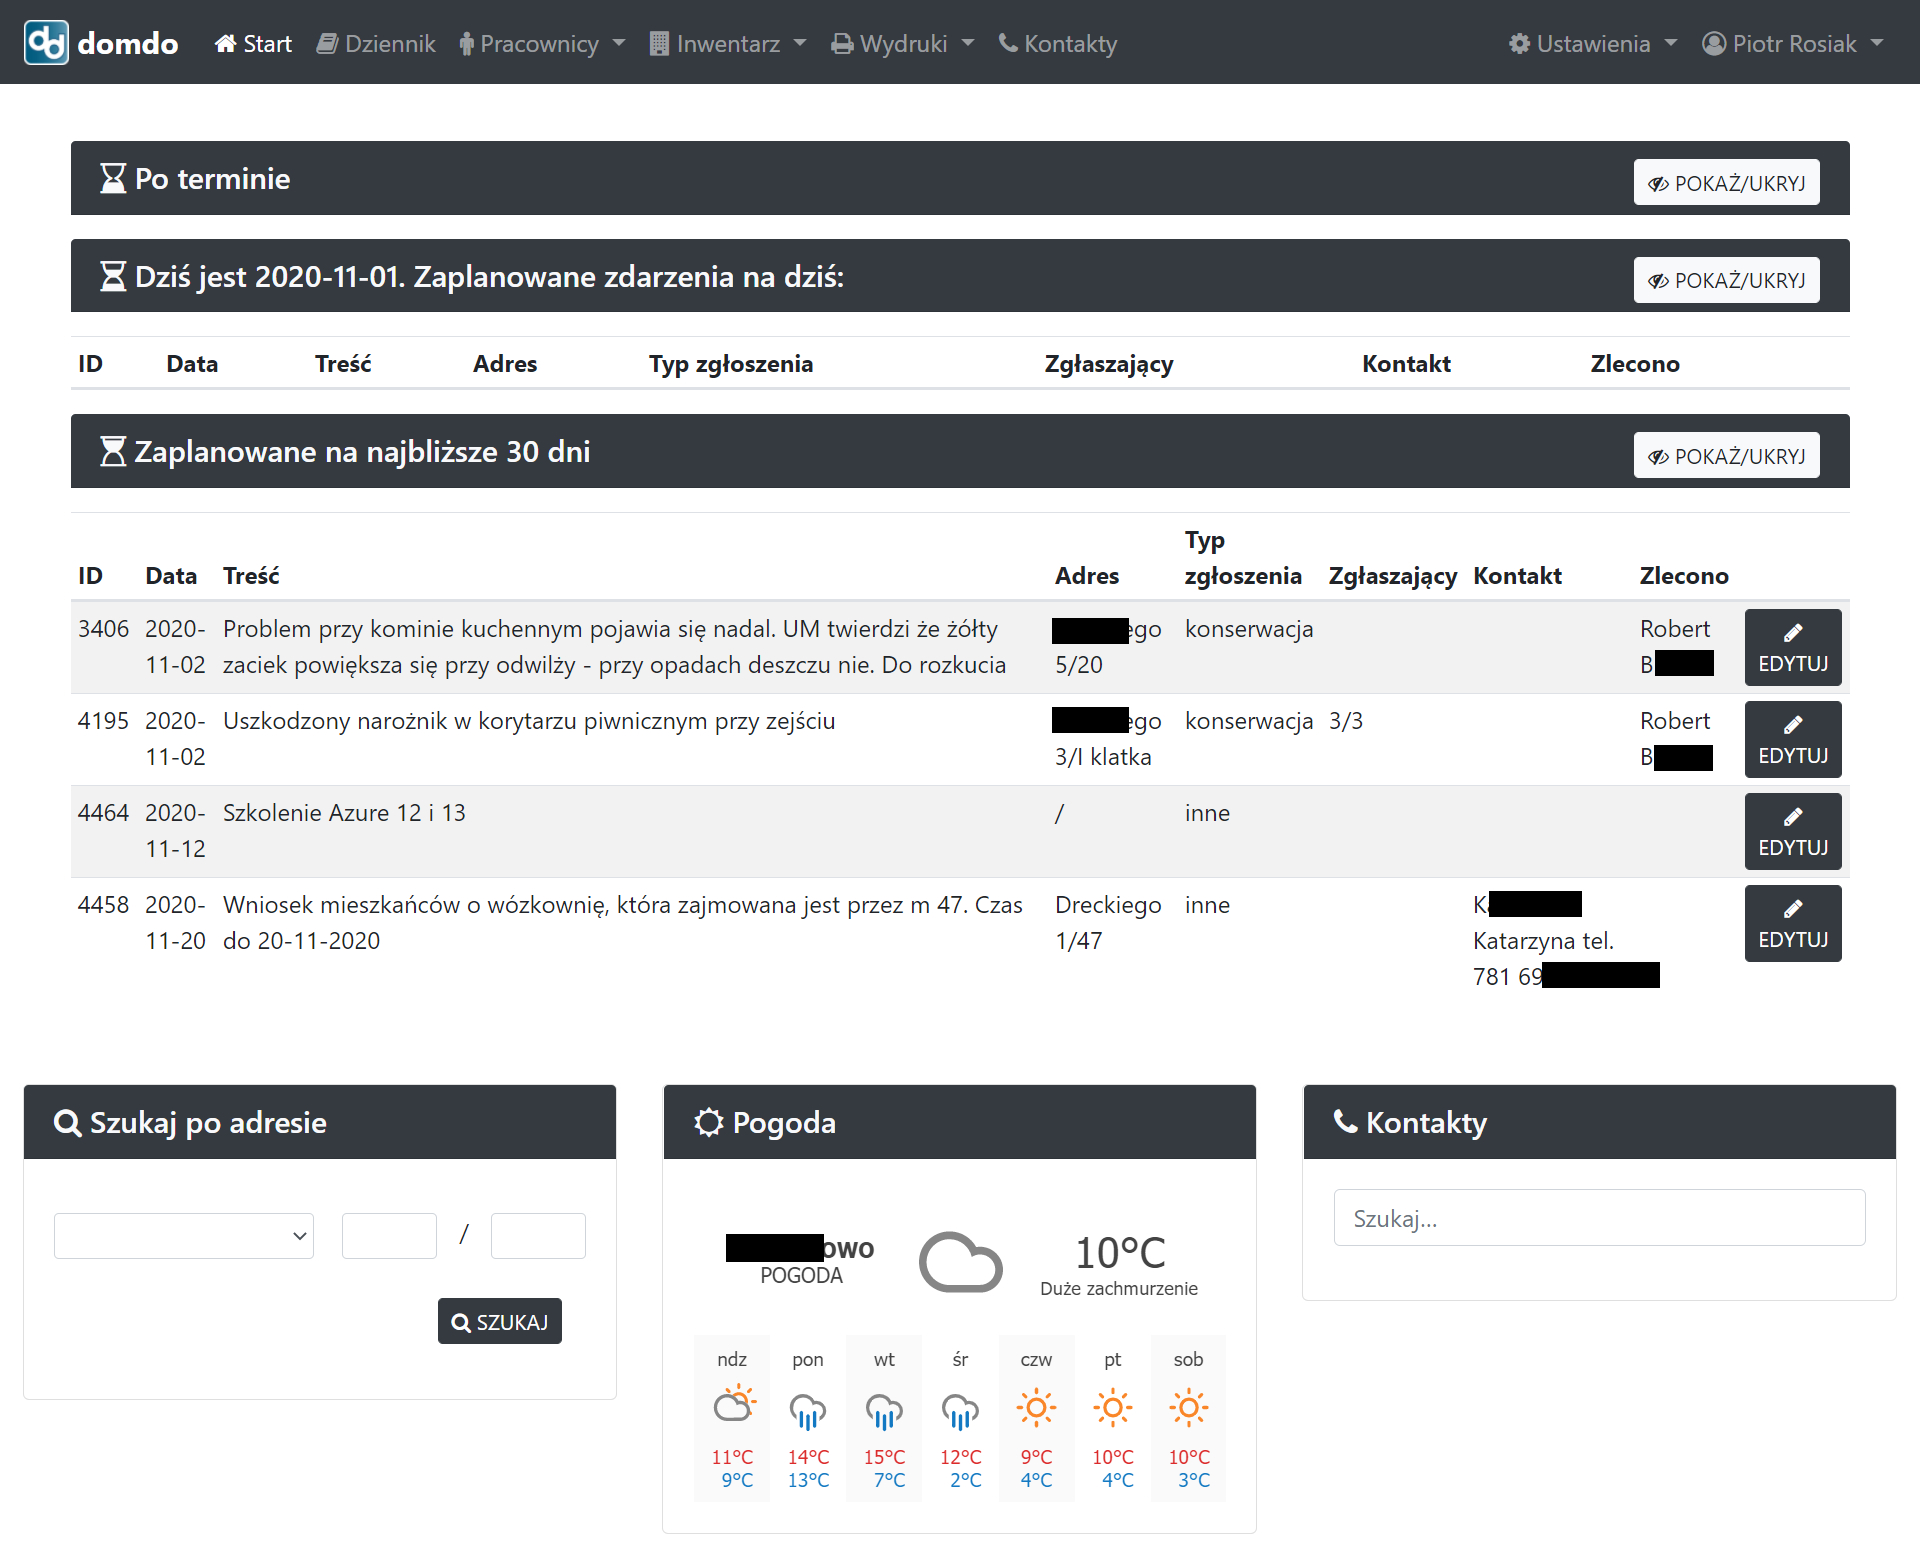 domdo Start Dziennik Pracownicy Inwentarz Wydruki Kontakty Ustawienia Piotr Rosiak
Po terminie POKAŻ/UKRYJ
Dziś jest 2020-11-01. Zaplanowane zdarzenia na dziś: POKAŻ/UKRYJ
ID Data Treść Adres Typ zgłoszenia Zgłaszający Kontakt Zlecono
Zaplanowane na najbliższe 30 dni POKAŻ/UKRYJ
Typ
ID Data Treść Adres zgłoszenia Zgłaszający Kontakt Zlecono
3406 2020- Problem przy kominie kuchennym pojawia się nadal. UM twierdzi że żółty ego konserwacja Robert
11-02 zaciek powiększa się przy odwilży - przy opadach deszczu nie. Do rozkucia 5/20 B EDYTUJ
4195 2020- Uszkodzony narożnik w korytarzu piwnicznym przy zejściu ego konserwacja 3/3 Robert
11-02 3/I klatka B EDYTUJ
4464 2020- Szkolenie Azure 12 i 13 / inne
11-12 EDYTUJ
4458 2020- Wniosek mieszkańców o wózkownię, która zajmowana jest przez m 47. Czas Dreckiego inne K
11-20 do 20-11-2020 1/47 Katarzyna tel. EDYTUJ
781 69
Szukaj po adresie
/
SZUKAJ
Pogoda
owo
POGODA
10°C
Duże zachmurzenie
ndz pon wt śr czw pt sob
11°C 14°C 15°C 12°C 9°C 10°C 10°C
9°C 13°C 7°C 2°C 4°C 4°C 3°C
Kontakty
Szukaj...